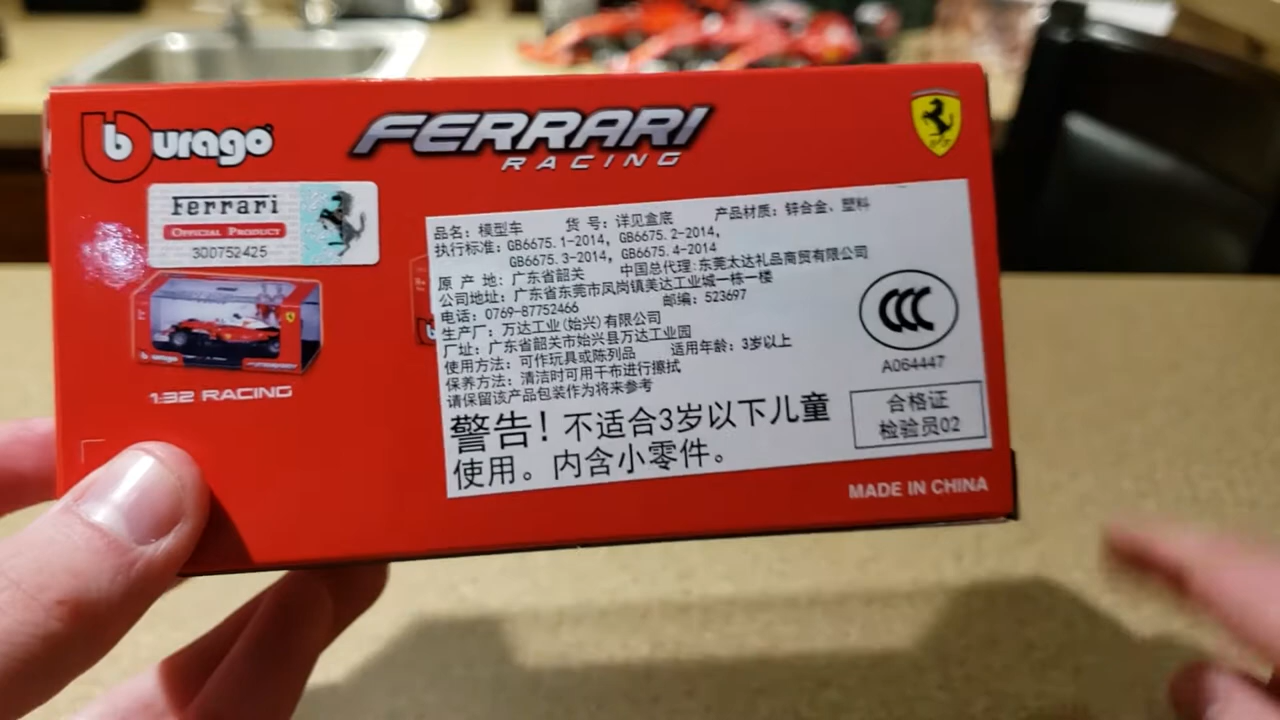 burago
FERRARI
RACING
Ferrari
OFFICIAL PRODUCT
300752425
burago
1:32 RACING
品名：模型车 货 号：详见盒底 产品材质：锌合金、塑料
执行标准：GB6675.1-2014，GB6675.2-2014，
GB6675.3-2014，GB6675.4-2014
原 产 地：广东省韶关 中国总代理：东莞太达礼品商贸有限公司
公司地址：广东省东莞市凤岗镇美达工业城一栋一楼
电话：0769-87752466 邮编：523697
生产厂：万达工业(始兴)有限公司
厂址：广东省韶关市始兴县万达工业园
使用方法：可作玩具或陈列品 适用年龄：3岁以上
保养方法：清洁时可用干布进行擦拭
请保留该产品包装作为将来参考
警告！不适合3岁以下儿童
使用。内含小零件。
CCC
A064447
合格证
检验员02
MADE IN CHINA